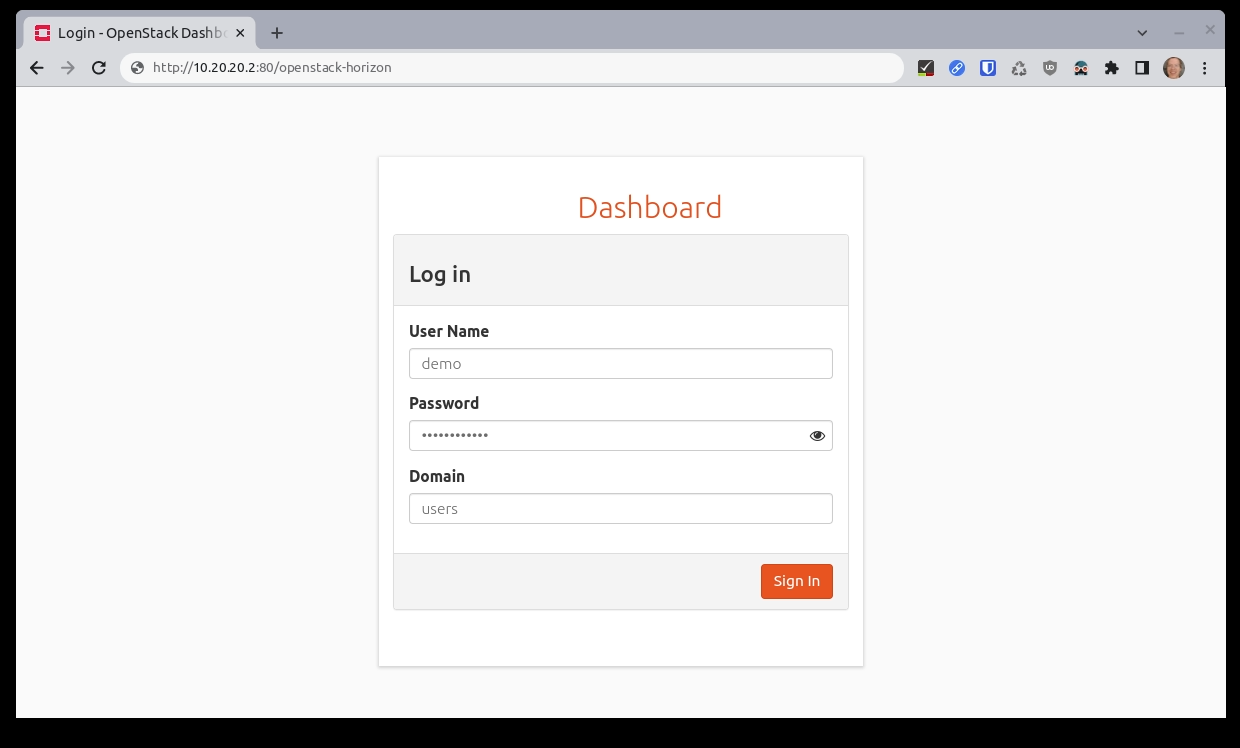 Login - OpenStack Dashb
http://10.20.20.2:80/openstack-horizon
Dashboard
Log in
User Name
demo
Password
••••••••••••
Domain
users
Sign In